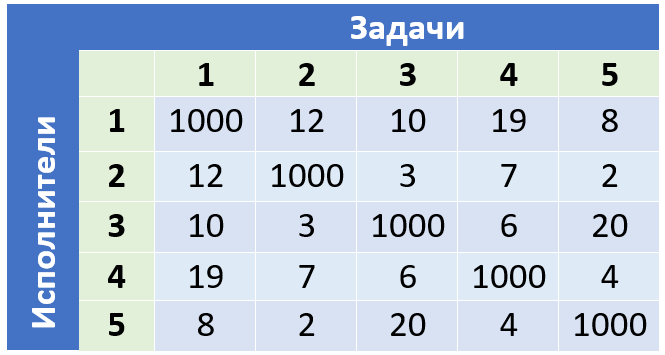 Задачи
1 2 3 4 5
Исполнители
1 1000 12 10 19 8
2 12 1000 3 7 2
3 10 3 1000 6 20
4 19 7 6 1000 4
5 8 2 20 4 1000